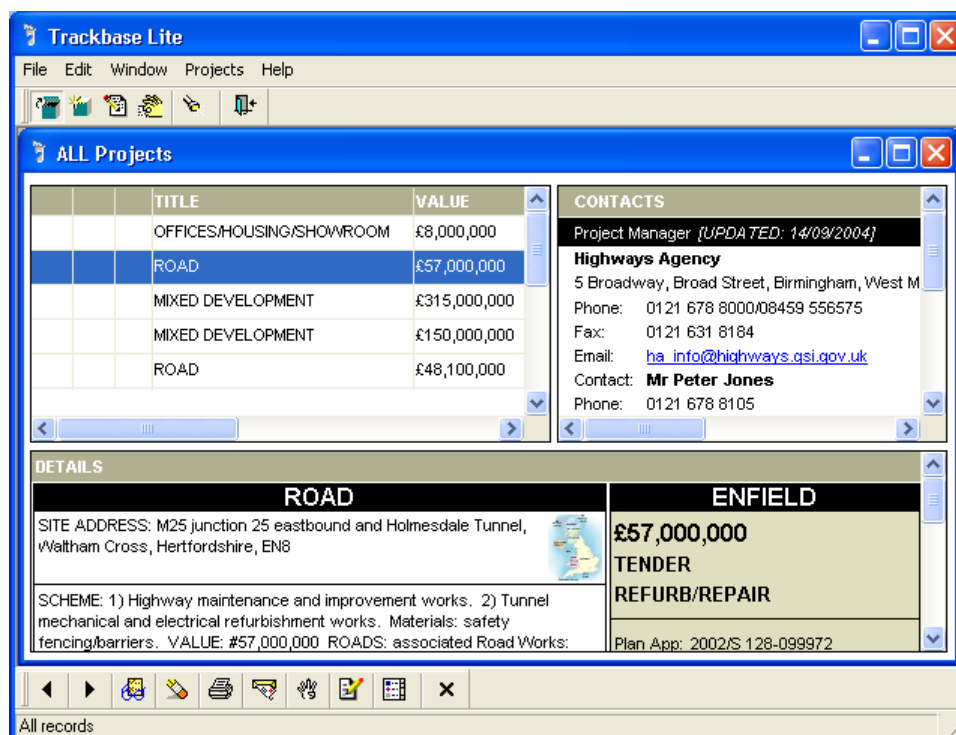 Trackbase Lite
File Edit Window Projects Help
ALL Projects
TITLE VALUE
OFFICES/HOUSING/SHOWROOM £8,000,000
ROAD £57,000,000
MIXED DEVELOPMENT £315,000,000
MIXED DEVELOPMENT £150,000,000
ROAD £48,100,000
CONTACTS
Project Manager [UPDATED: 14/09/2004]
Highways Agency
5 Broadway, Broad Street, Birmingham, West M
Phone: 0121 678 8000/08459 556575
Fax: 0121 631 8184
Email: ha_info@highways.gsi.gov.uk
Contact: Mr Peter Jones
Phone: 0121 678 8105
DETAILS
ROAD
SITE ADDRESS: M25 junction 25 eastbound and Holmesdale Tunnel,
Waltham Cross, Hertfordshire, EN8
SCHEME: 1) Highway maintenance and improvement works. 2) Tunnel
mechanical and electrical refurbishment works. Materials: safety
fencing/barriers. VALUE: #57,000,000 ROADS: associated Road Works:
ENFIELD
£57,000,000
TENDER
REFURB/REPAIR
Plan App: 2002/S 128-099972
All records